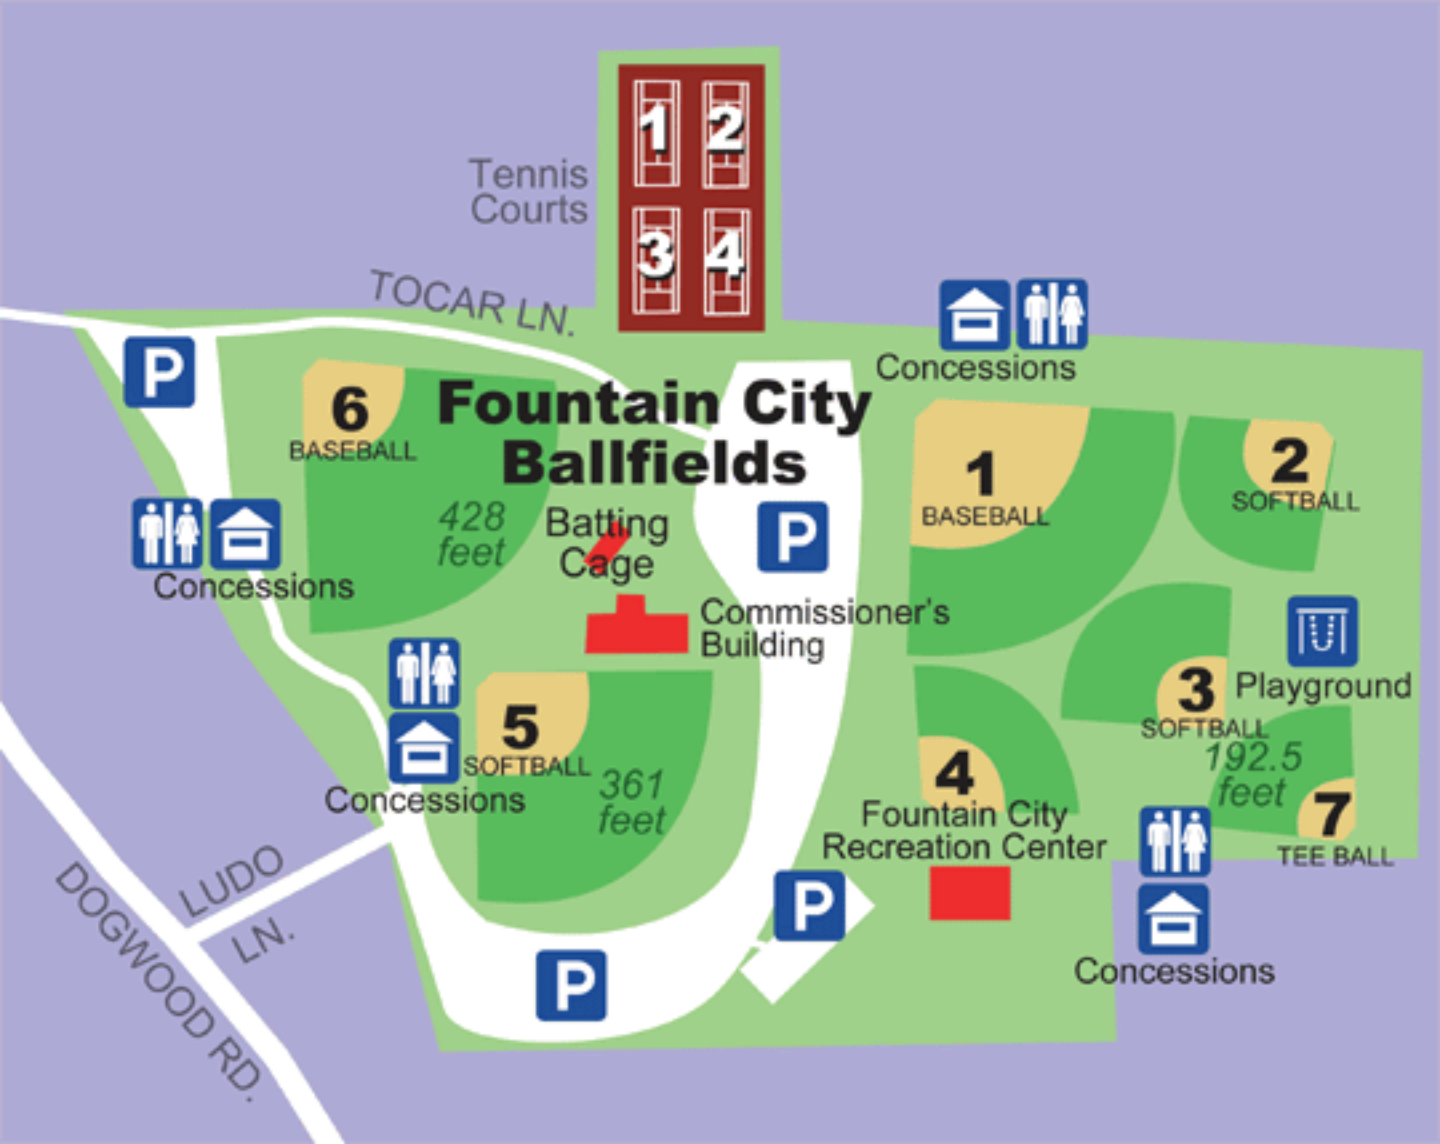 1 2
3 4
Tennis
Courts
TOCAR LN.
Concessions
P
6
BASEBALL
Fountain City
Ballfields
1
BASEBALL
2
SOFTBALL
428
feet
Batting
Cage
P
Concessions
Commissioner's
Building
Playground
3
SOFTBALL
5
SOFTBALL
361
feet
Concessions
192.5
feet
4
7
TEE BALL
Fountain City
Recreation Center
LUDO
LN.
DOGWOOD RD.
P
P
Concessions